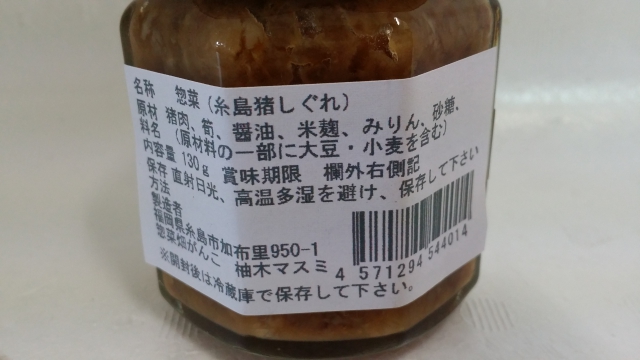 名称 惣菜（糸島猪しぐれ）
原材料名 猪肉、筍、醤油、米麹、みりん、砂糖、
（原材料の一部に大豆・小麦を含む）
内容量 130g 賞味期限 欄外右側記
保存方法 直射日光、高温多湿を避け、保存して下さい
製造者
福岡県糸島市加布里950-1
惣菜畑がんこ 柚木マスミ
※開封後は冷蔵庫で保存して下さい。
4 571294 544014